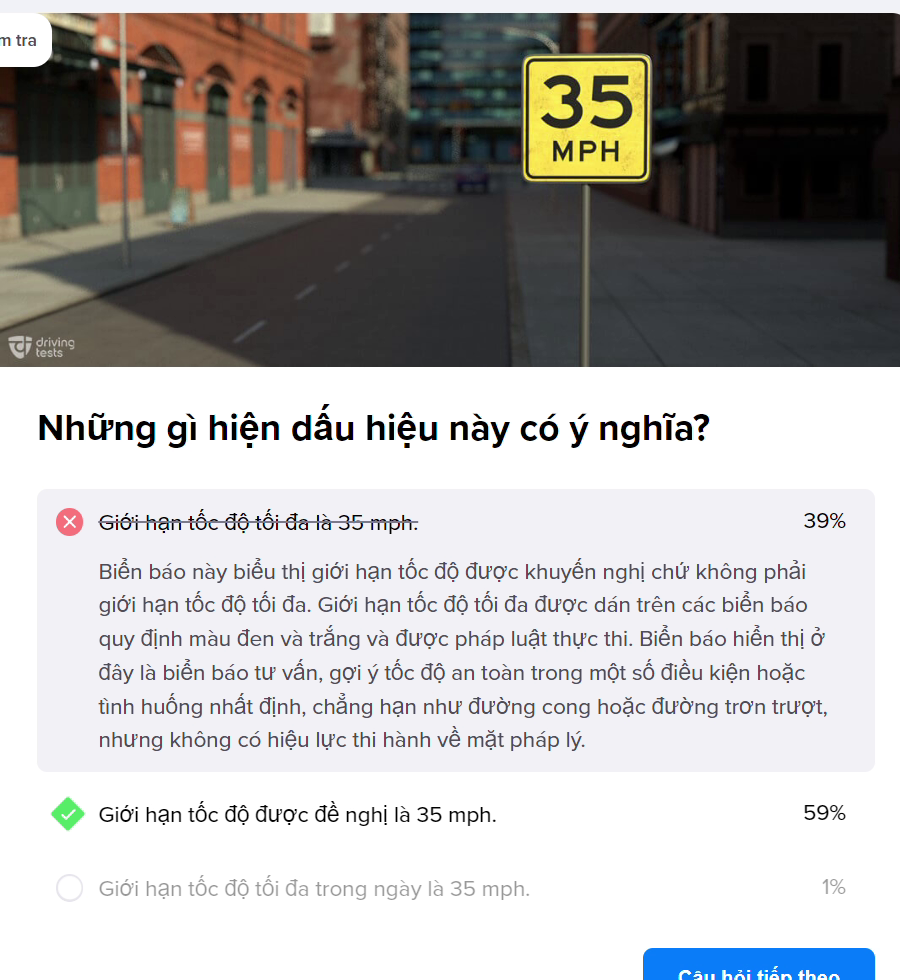 m tra
35
MPH
driving
tests
Những gì hiện dấu hiệu này có ý nghĩa?
Giới hạn tốc độ tối đa là 35 mph.
39%
Biển báo này biểu thị giới hạn tốc độ được khuyến nghị chứ không phải
giới hạn tốc độ tối đa. Giới hạn tốc độ tối đa được dán trên các biển báo
quy định màu đen và trắng và được pháp luật thực thi. Biển báo hiển thị ở
đây là biển báo tư vấn, gợi ý tốc độ an toàn trong một số điều kiện hoặc
tình huống nhất định, chẳng hạn như đường cong hoặc đường trơn trượt,
nhưng không có hiệu lực thi hành về mặt pháp lý.
Giới hạn tốc độ được đề nghị là 35 mph.
59%
Giới hạn tốc độ tối đa trong ngày là 35 mph.
1%
Câu hỏi tiếp theo